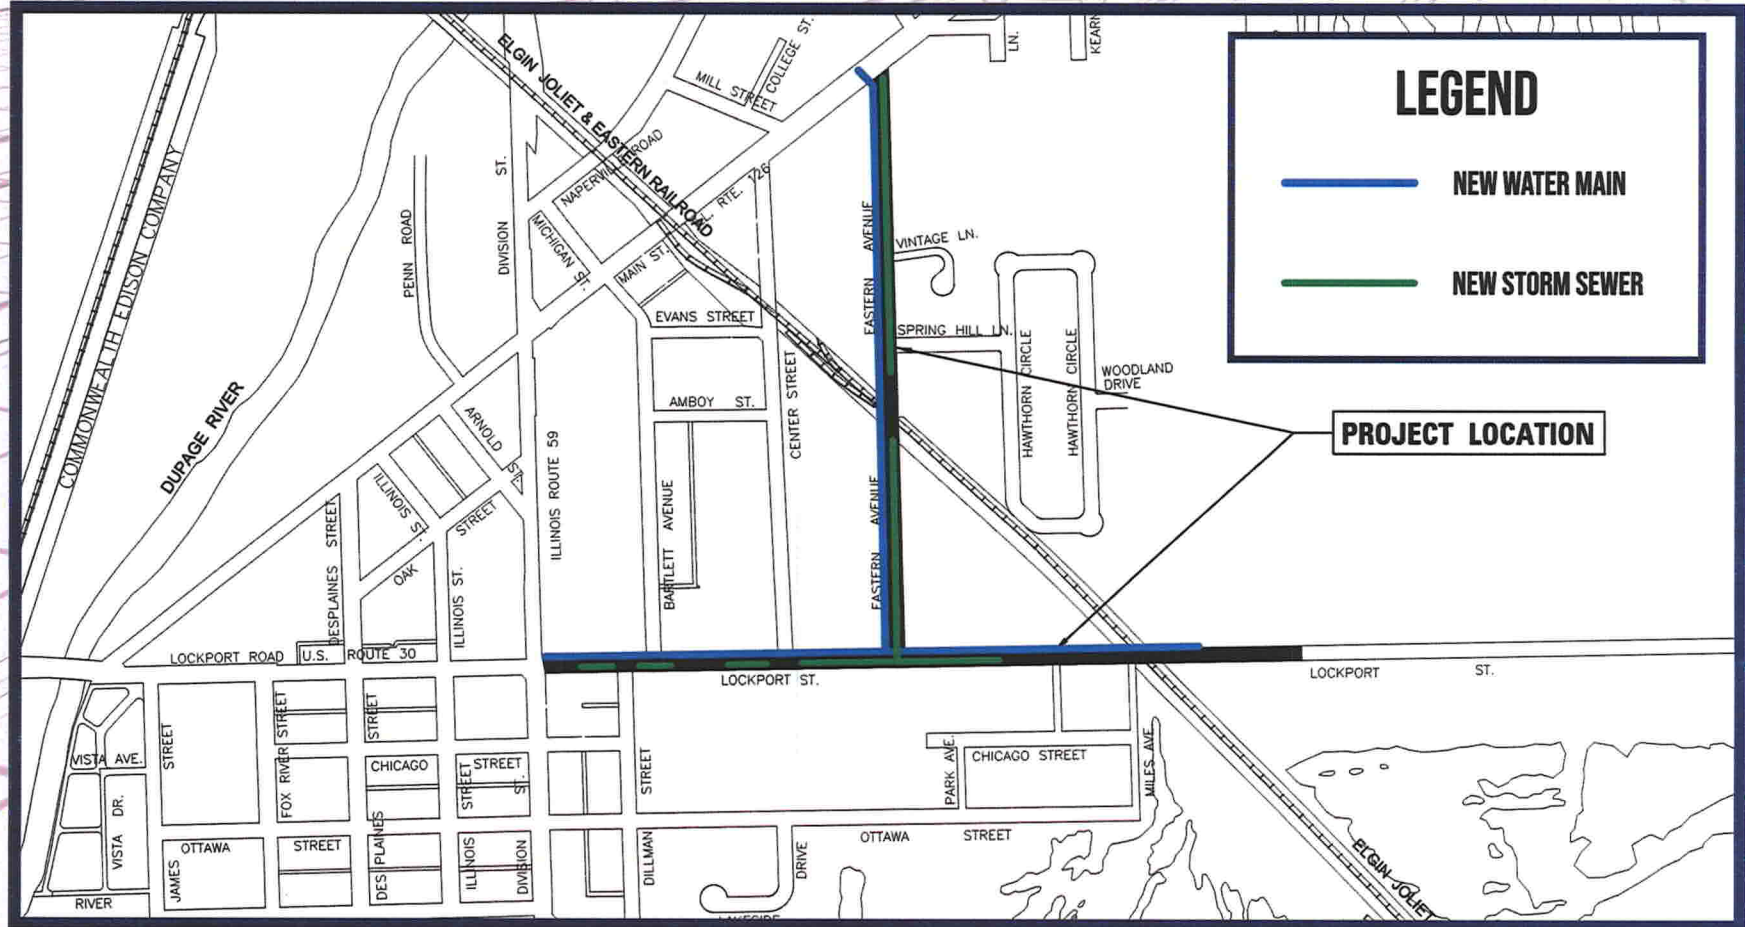 LEGEND
NEW WATER MAIN
NEW STORM SEWER
PROJECT LOCATION
COMMONWEALTH EDISON COMPANY
DUPAGE RIVER
ELGIN JOLIET & EASTERN RAILROAD
MILL STREET
COLLEGE ST.
LN.
PENN ROAD
DIVISION ST.
RTE. 126
MICHIGAN ST.
MAIN ST.
EVANS STREET
AMBOY ST.
CENTER STREET
EASTERN AVENUE
VINTAGE LN.
SPRING HILL LN.
HAWTHORN CIRCLE
HAWTHORN CIRCLE
WOODLAND
DRIVE
ARNOLD ST.
ILLINOIS ST.
OAK STREET
DESPLAINES STREET
ILLINOIS ST.
ILLINOIS ROUTE 59
BARTLETT AVENUE
EASTERN AVENUE
LOCKPORT ROAD U.S. ROUTE 30
LOCKPORT ST.
LOCKPORT ST.
VISTA AVE.
VISTA DR.
RIVER
JAMES STREET
FOX RIVER STREET
DES PLAINES STREET
ILLINOIS STREET
DIVISION ST.
CHICAGO STREET
OTTAWA STREET
DILLMAN STREET
DRIVE
OTTAWA STREET
PARK AVE.
CHICAGO STREET
MILES AVE.
ELGIN JOLIET